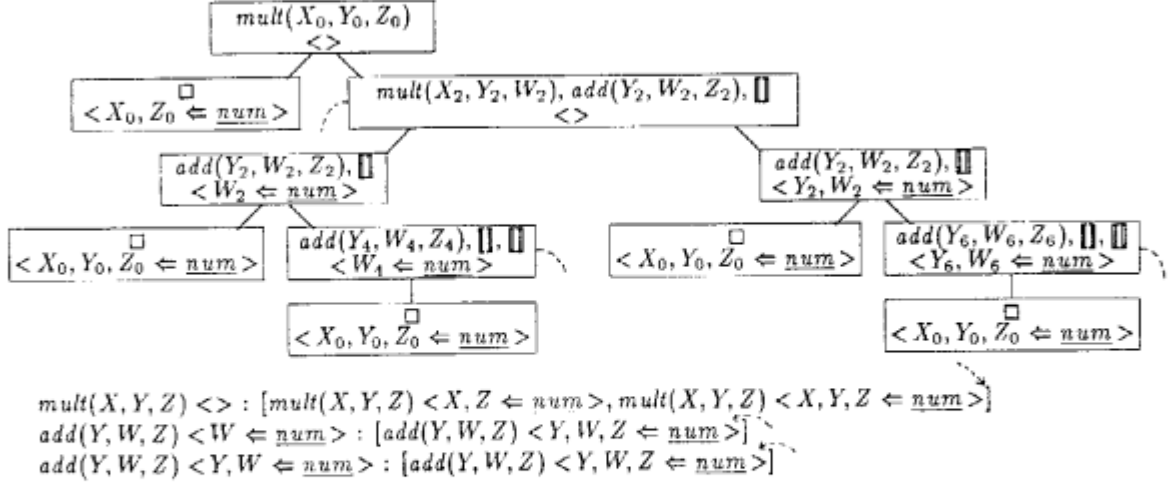 mult(X₀, Y₀, Z₀)
<>
□
< X₀, Z₀ ⇐ num >
mult(X₂, Y₂, W₂), add(Y₂, W₂, Z₂), []
<>
add(Y₂, W₂, Z₂), []
< W₂ ⇐ num >
add(Y₂, W₂, Z₂), []
< Y₂, W₂ ⇐ num >
□
< X₀, Y₀, Z₀ ⇐ num >
add(Y₄, W₄, Z₄), [], []
< W₄ ⇐ num >
□
< X₀, Y₀, Z₀ ⇐ num >
add(Y₆, W₆, Z₆), [], []
< Y₆, W₆ ⇐ num >
□
< X₀, Y₀, Z₀ ⇐ num >
□
< X₀, Y₀, Z₀ ⇐ num >
mult(X, Y, Z) <> : [mult(X, Y, Z) < X, Z ⇐ num >, mult(X, Y, Z) < X, Y, Z ⇐ num >]
add(Y, W, Z) < W ⇐ num > : [add(Y, W, Z) < Y, W, Z ⇐ num >]
add(Y, W, Z) < Y, W ⇐ num > : [add(Y, W, Z) < Y, W, Z ⇐ num >]